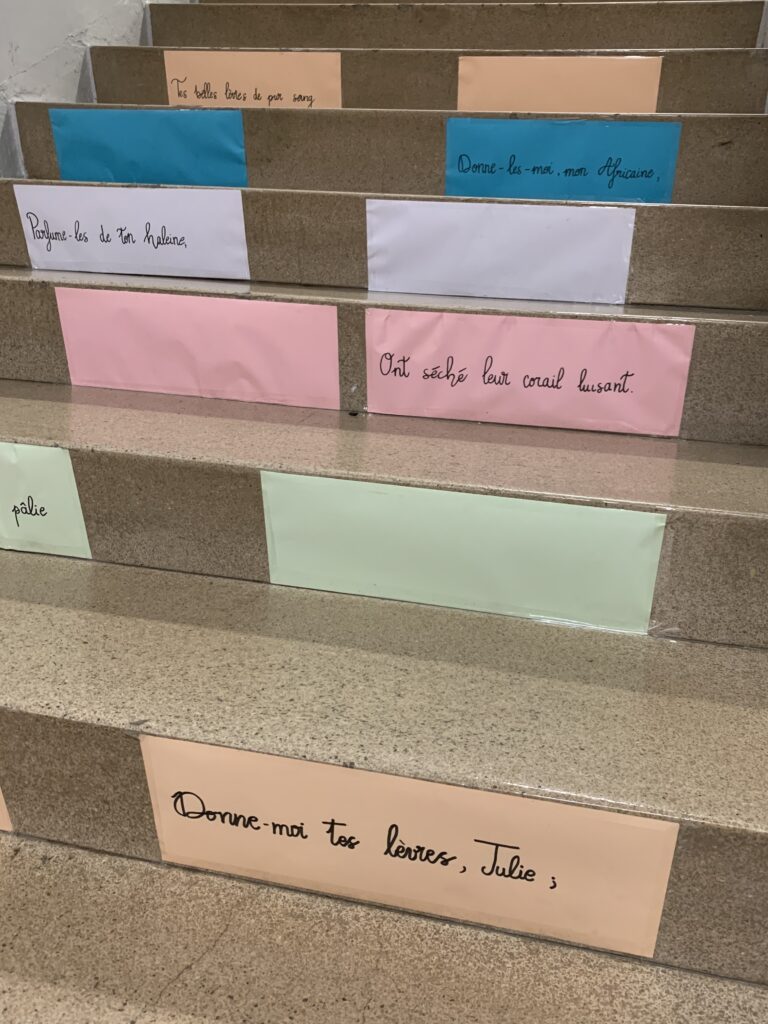 Donne-moi tes lèvres, Julie ;
pâlie
Ont séché leur corail luisant.
Parfume-les de ton haleine,
Donne-les-moi, mon Africaine,
Tes belles lèvres de pur sang